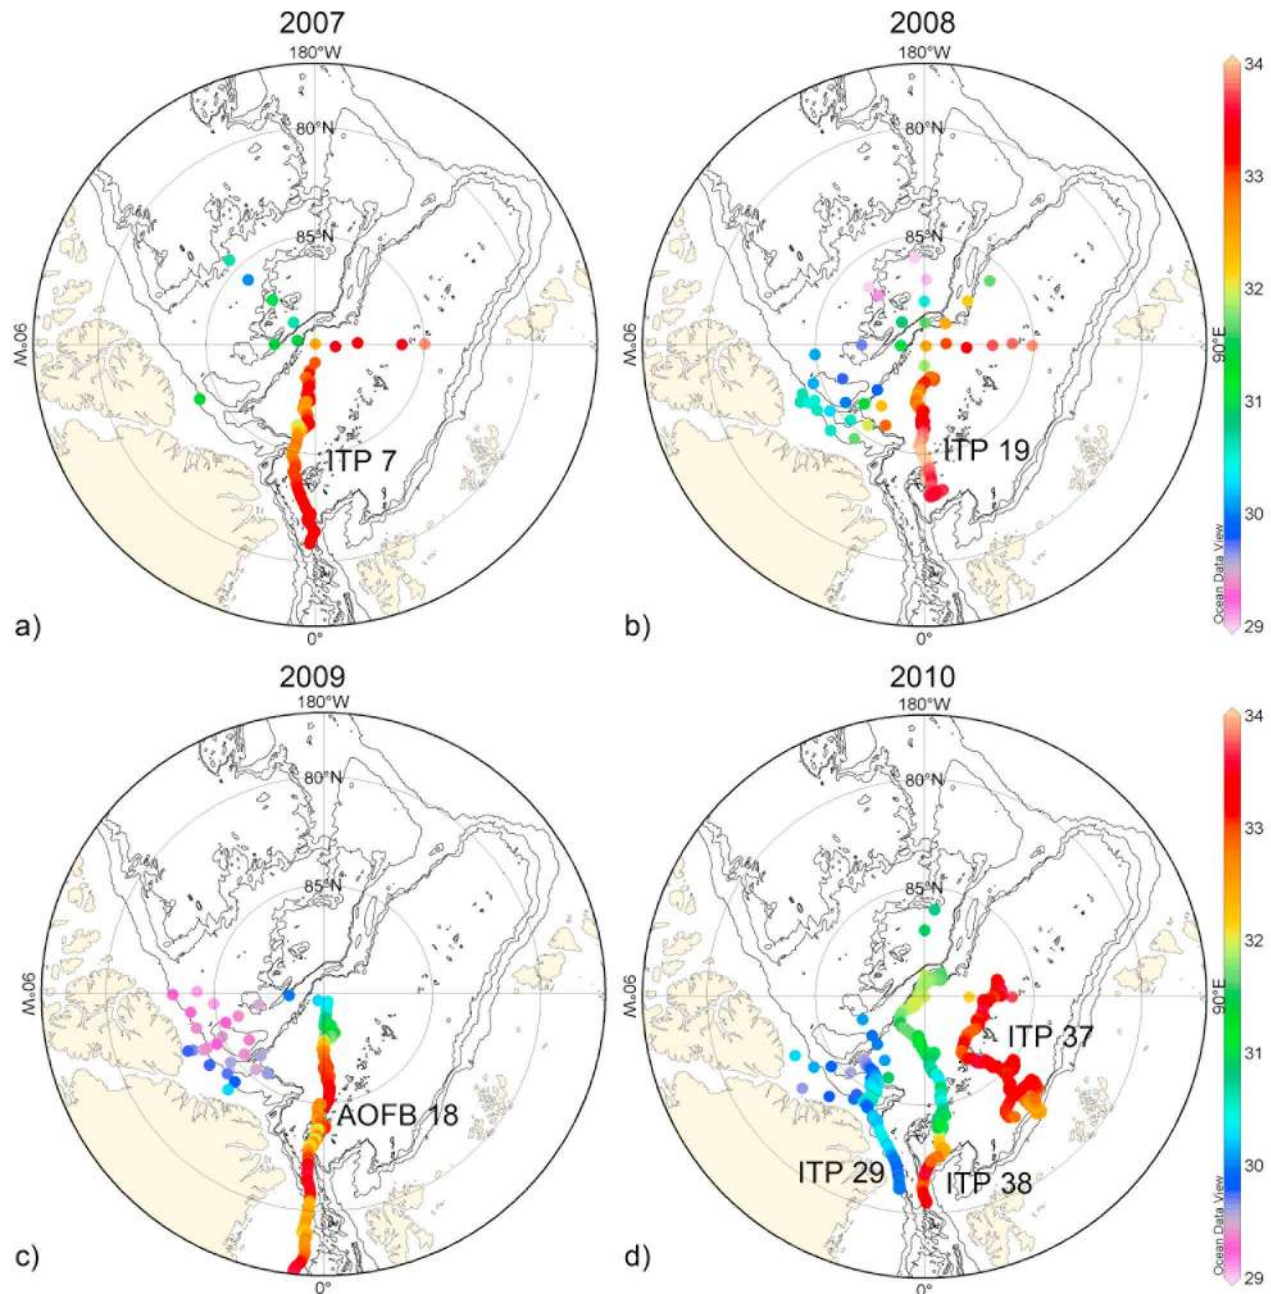 2007
180°W
80°N
85°N
90°W
ITP 7
a)
0°
2008
180°W
80°N
85°N
90°W
90°E
ITP 19
b)
0°
34
33
32
31
30
29
Ocean Data View
2009
180°W
80°N
85°N
90°W
AOFB 18
c)
0°
2010
180°W
80°N
85°N
90°W
90°E
ITP 37
ITP 29
ITP 38
d)
0°
34
33
32
31
30
29
Ocean Data View